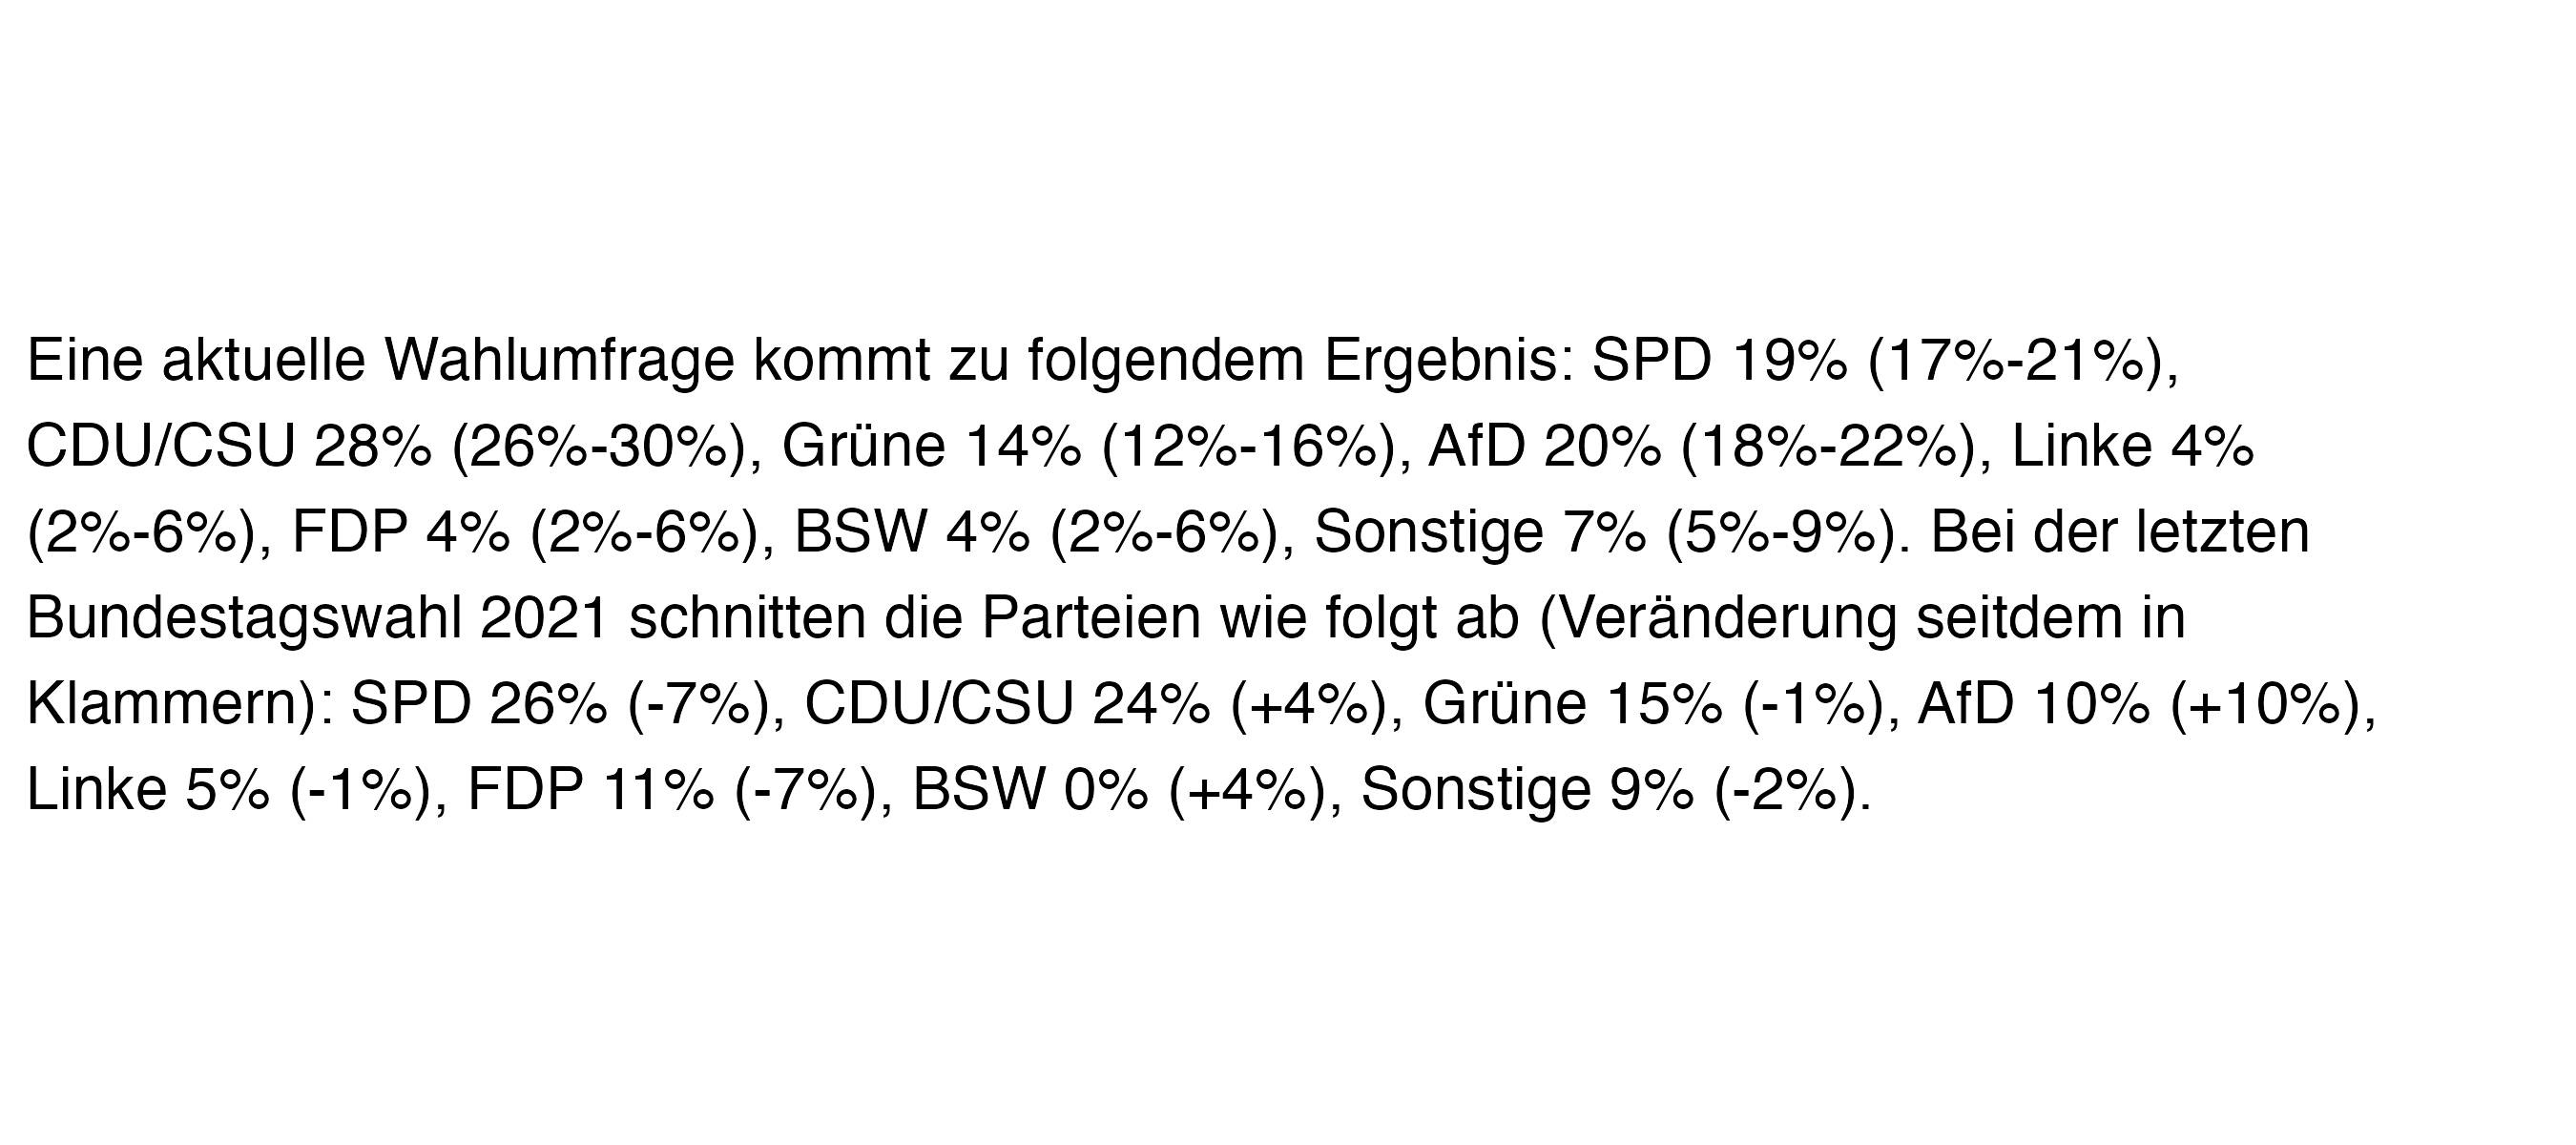 Eine aktuelle Wahlumfrage kommt zu folgendem Ergebnis: SPD 19% (17%-21%),
CDU/CSU 28% (26%-30%), Grüne 14% (12%-16%), AfD 20% (18%-22%), Linke 4%
(2%-6%), FDP 4% (2%-6%), BSW 4% (2%-6%), Sonstige 7% (5%-9%). Bei der letzten
Bundestagswahl 2021 schnitten die Parteien wie folgt ab (Veränderung seitdem in
Klammern): SPD 26% (-7%), CDU/CSU 24% (+4%), Grüne 15% (-1%), AfD 10% (+10%),
Linke 5% (-1%), FDP 11% (-7%), BSW 0% (+4%), Sonstige 9% (-2%).